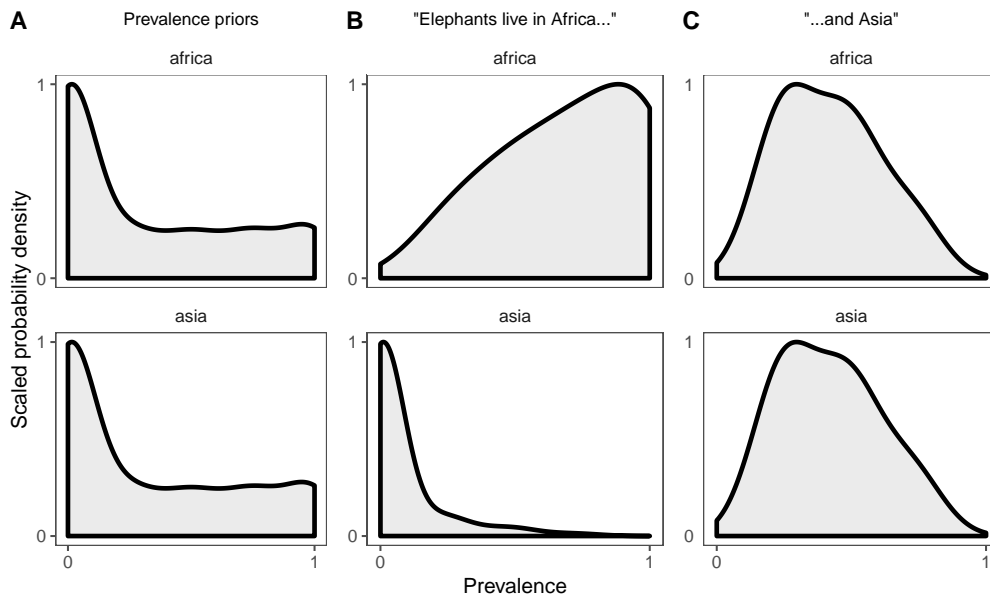 A Prevalence priors
B "Elephants live in Africa..."
C "...and Asia"
africa
africa
africa
1
0
1
0
1
0
asia
asia
asia
1
0
1
0
1
0
0 1
0 1
0 1
Scaled probability density
Prevalence